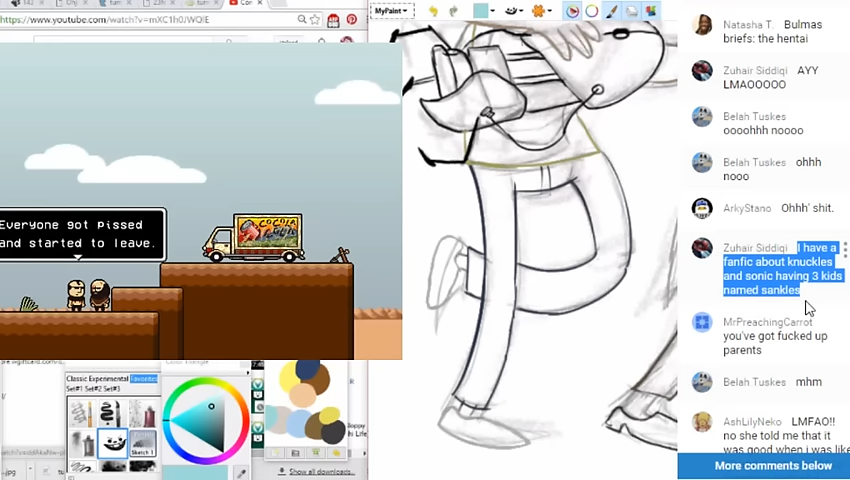 https://www.youtube.com/watch?v=mXC1h0JWQlE
MyPaint
Everyone got pissed
and started to leave.
Classic Experimental Favorites
Set#1 Set#2 Set#3
Sketch 1
Show all downloads...
Natasha T. Bulmas
briefs: the hentai
Zuhair Siddiqi AYY
LMAOOOOO
Belah Tuskes
oooohhh noooo
Belah Tuskes ohhh
nooo
ArkyStano Ohhh' shit.
Zuhair Siddiqi I have a
fanfic about knuckles
and sonic having 3 kids
named sankles
MrPreachingCarrot
you've got fucked up
parents
Belah Tuskes mhm
AshLilyNeko LMFAO!!
no she told me that it
was good when i was like
More comments below